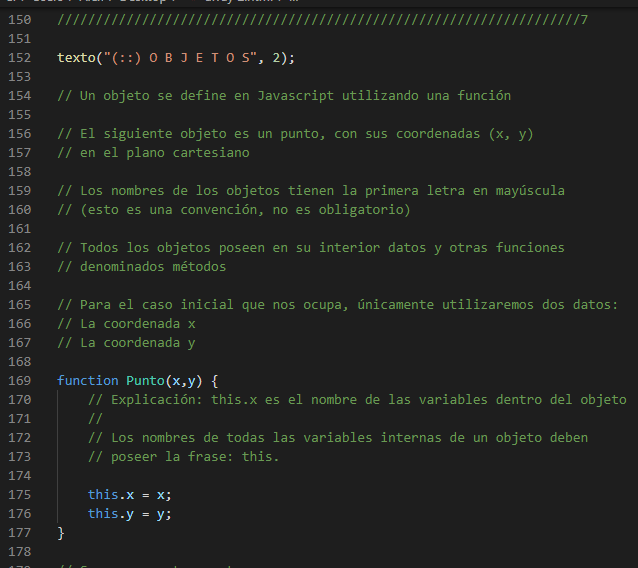 150 ////////////////////////////////////////////////////////////////////7
151
152 texto("(::) O B J E T O S", 2);
153
154 // Un objeto se define en Javascript utilizando una función
155
156 // El siguiente objeto es un punto, con sus coordenadas (x, y)
157 // en el plano cartesiano
158
159 // Los nombres de los objetos tienen la primera letra en mayúscula
160 // (esto es una convención, no es obligatorio)
161
162 // Todos los objetos poseen en su interior datos y otras funciones
163 // denominados métodos
164
165 // Para el caso inicial que nos ocupa, únicamente utilizaremos dos datos:
166 // La coordenada x
167 // La coordenada y
168
169 function Punto(x,y) {
170 // Explicación: this.x es el nombre de las variables dentro del objeto
171 //
172 // Los nombres de todas las variables internas de un objeto deben
173 // poseer la frase: this.
174
175 this.x = x;
176 this.y = y;
177 }
178